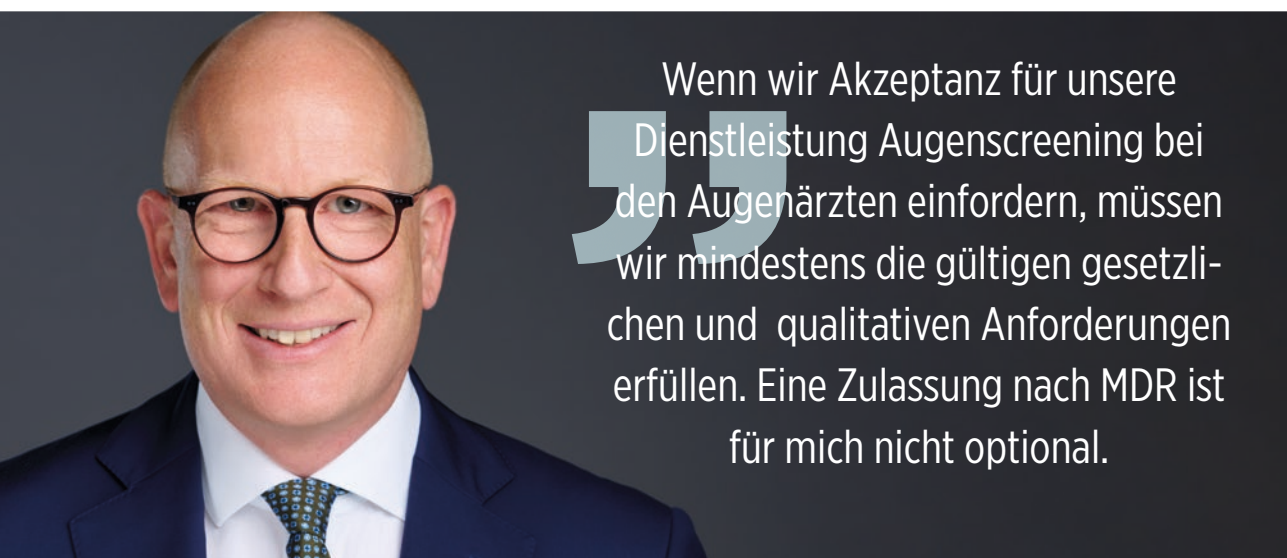 Wenn wir Akzeptanz für unsere
Dienstleistung Augenscreening bei
den Augenärzten einfordern, müssen
wir mindestens die gültigen gesetzli-
chen und qualitativen Anforderungen
erfüllen. Eine Zulassung nach MDR ist
für mich nicht optional.